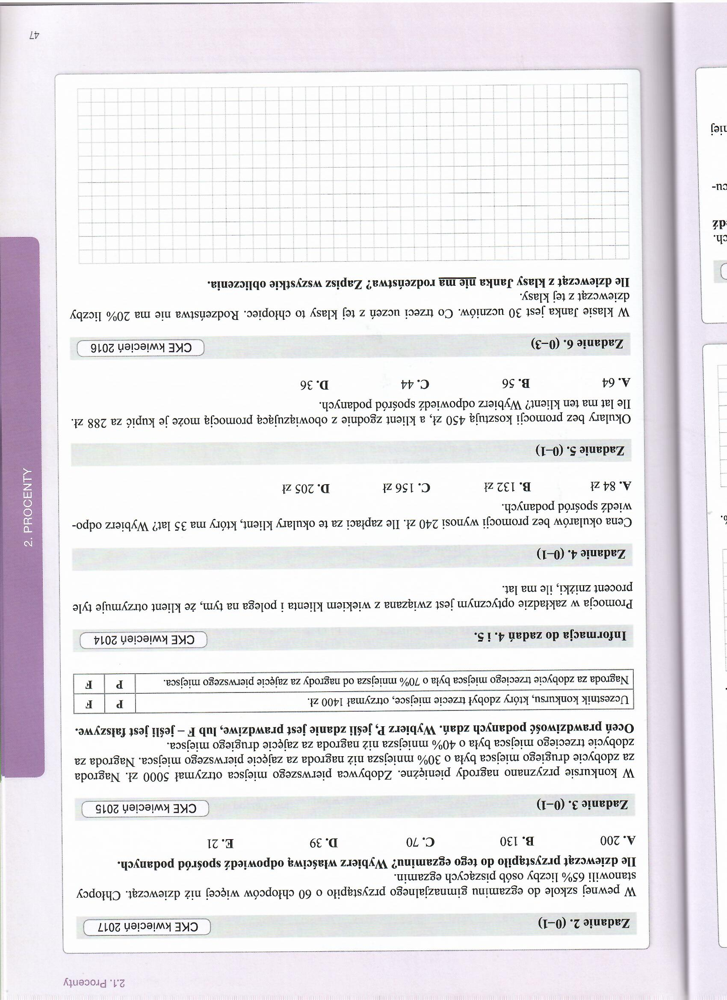 2.1. Procenty
Zadanie 2. (0–1)
CKE kwiecień 2017
W pewnej szkole do egzaminu gimnazjalnego przystąpiło o 60 chłopców więcej niż dziewcząt. Chłopcy
stanowili 65% liczby osób piszących egzamin.
Ile dziewcząt przystąpiło do tego egzaminu? Wybierz właściwą odpowiedź spośród podanych.
A. 200 B. 130 C. 70 D. 39 E. 21
Zadanie 3. (0–1)
CKE kwiecień 2015
W konkursie przyznano nagrody pieniężne. Zdobywca pierwszego miejsca otrzymał 5000 zł. Nagroda
za zdobycie drugiego miejsca była o 30% mniejsza niż nagroda za zajęcie pierwszego miejsca. Nagroda za
zdobycie trzeciego miejsca była o 40% mniejsza niż nagroda za zajęcie drugiego miejsca.
Oceń prawdziwość podanych zdań. Wybierz P, jeśli zdanie jest prawdziwe, lub F – jeśli jest fałszywe.
Uczestnik konkursu, który zdobył trzecie miejsce, otrzymał 1400 zł. P F
Nagroda za zdobycie trzeciego miejsca była o 70% mniejsza od nagrody za zajęcie pierwszego miejsca. P F
Informacja do zadań 4. i 5.
CKE kwiecień 2014
Promocja w zakładzie optycznym jest związana z wiekiem klienta i polega na tym, że klient otrzymuje tyle
procent zniżki, ile ma lat.
Zadanie 4. (0–1)
Cena okularów bez promocji wynosi 240 zł. Ile zapłaci za te okulary klient, który ma 35 lat? Wybierz odpo-
wiedź spośród podanych.
A. 84 zł B. 132 zł C. 156 zł D. 205 zł
Zadanie 5. (0–1)
Okulary bez promocji kosztują 450 zł, a klient zgodnie z obowiązującą promocją może je kupić za 288 zł.
Ile lat ma ten klient? Wybierz odpowiedź spośród podanych.
A. 64 B. 56 C. 44 D. 36
Zadanie 6. (0–3)
CKE kwiecień 2016
W klasie Janka jest 30 uczniów. Co trzeci uczeń z tej klasy to chłopiec. Rodzeństwa nie ma 20% liczby
dziewcząt z tej klasy.
Ile dziewcząt z klasy Janka nie ma rodzeństwa? Zapisz wszystkie obliczenia.
2. PROCENTY
47
%.
ch.
edź
cu-
niej